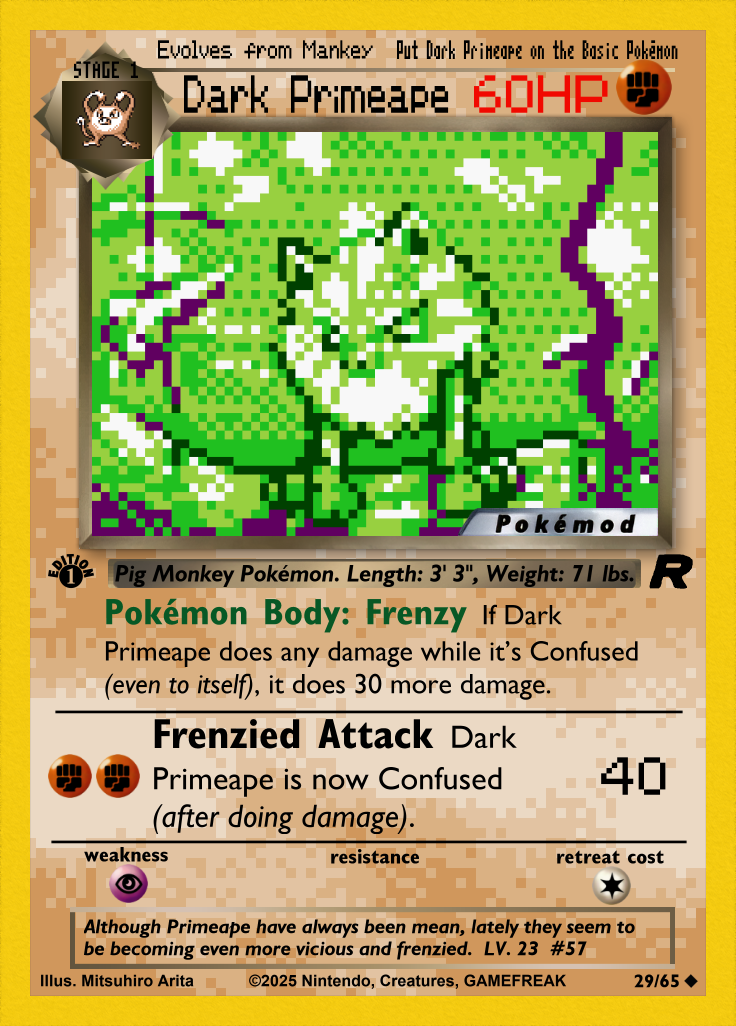 Evolves from Mankey Put Dark Primeape on the Basic Pokémon
STAGE 1
Dark Primeape 60HP
Pokémod
EDITION
1
Pig Monkey Pokémon. Length: 3' 3", Weight: 71 lbs.
R
Pokémon Body: Frenzy If Dark
Primeape does any damage while it's Confused
(even to itself), it does 30 more damage.
Frenzied Attack Dark
Primeape is now Confused
(after doing damage).
40
weakness resistance retreat cost
Although Primeape have always been mean, lately they seem to
be becoming even more vicious and frenzied. LV. 23 #57
Illus. Mitsuhiro Arita ©2025 Nintendo, Creatures, GAMEFREAK 29/65